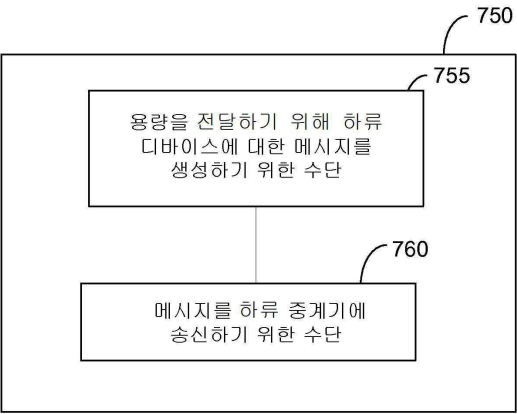 750
755
용량을 전달하기 위해 하류
디바이스에 대한 메시지를
생성하기 위한 수단
760
메시지를 하류 중계기에
송신하기 위한 수단